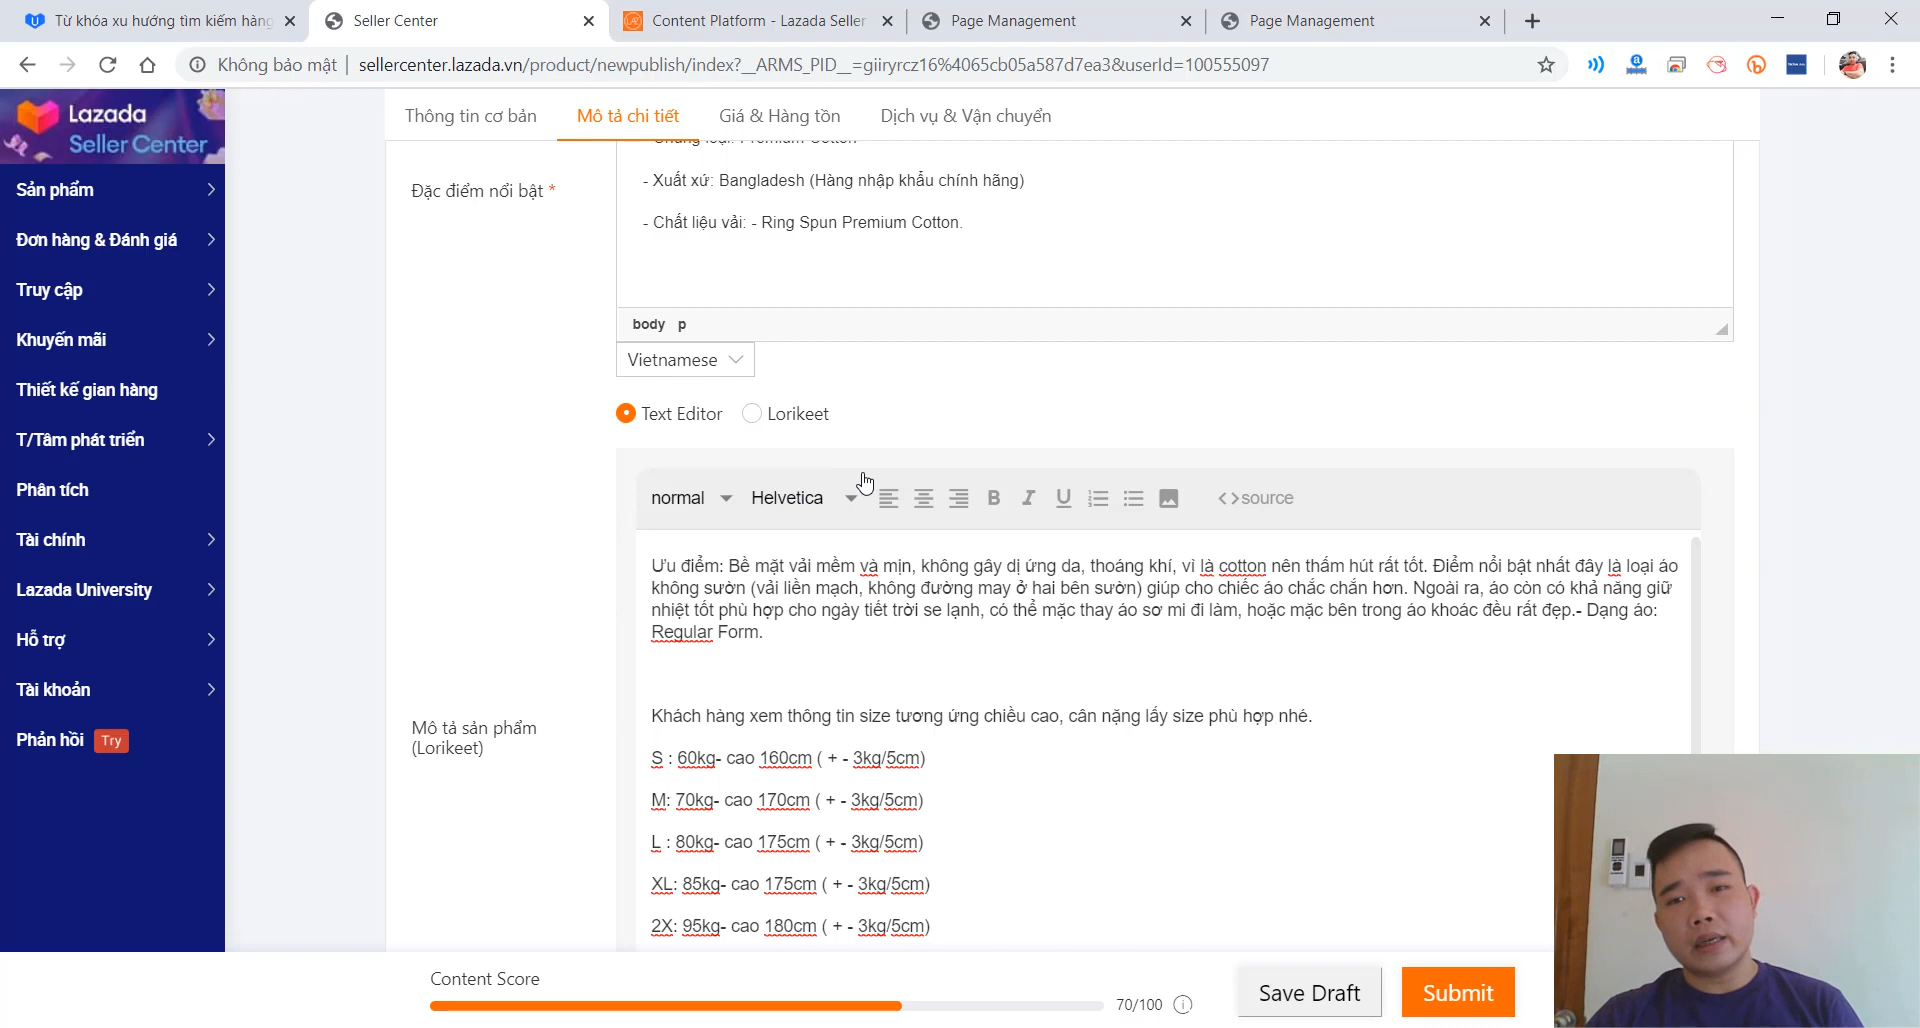 Từ khóa xu hướng tìm kiếm hàng
Seller Center
Content Platform - Lazada Seller
Page Management
Page Management
Không bảo mật | sellercenter.lazada.vn/product/newpublish/index?__ARMS_PID__=giiryrcz16%4065cb05a587d7ea3&userId=100555097
Lazada
Seller Center
Sản phẩm
Đơn hàng & Đánh giá
Truy cập
Khuyến mãi
Thiết kế gian hàng
T/Tâm phát triển
Phân tích
Tài chính
Lazada University
Hỗ trợ
Tài khoản
Phản hồi Try
Thông tin cơ bản
Mô tả chi tiết
Giá & Hàng tồn
Dịch vụ & Vận chuyển
Đặc điểm nổi bật *
- Chủng loại: Premium Cotton
- Xuất xứ: Bangladesh (Hàng nhập khẩu chính hãng)
- Chất liệu vải: - Ring Spun Premium Cotton.
body p
Vietnamese
Text Editor Lorikeet
normal Helvetica B I U <>source
Ưu điểm: Bề mặt vải mềm và mịn, không gây dị ứng da, thoáng khí, vì là cotton nên thấm hút rất tốt. Điểm nổi bật nhất đây là loại áo
không sườn (vải liền mạch, không đường may ở hai bên sườn) giúp cho chiếc áo chắc chắn hơn. Ngoài ra, áo còn có khả năng giữ
nhiệt tốt phù hợp cho ngày tiết trời se lạnh, có thể mặc thay áo sơ mi đi làm, hoặc mặc bên trong áo khoác đều rất đẹp.- Dạng áo:
Regular Form.
Khách hàng xem thông tin size tương ứng chiều cao, cân nặng lấy size phù hợp nhé.
Mô tả sản phẩm
(Lorikeet)
S : 60kg- cao 160cm ( + - 3kg/5cm)
M: 70kg- cao 170cm ( + - 3kg/5cm)
L : 80kg- cao 175cm ( + - 3kg/5cm)
XL: 85kg- cao 175cm ( + - 3kg/5cm)
2X: 95kg- cao 180cm ( + - 3kg/5cm)
Content Score
70/100
Save Draft
Submit